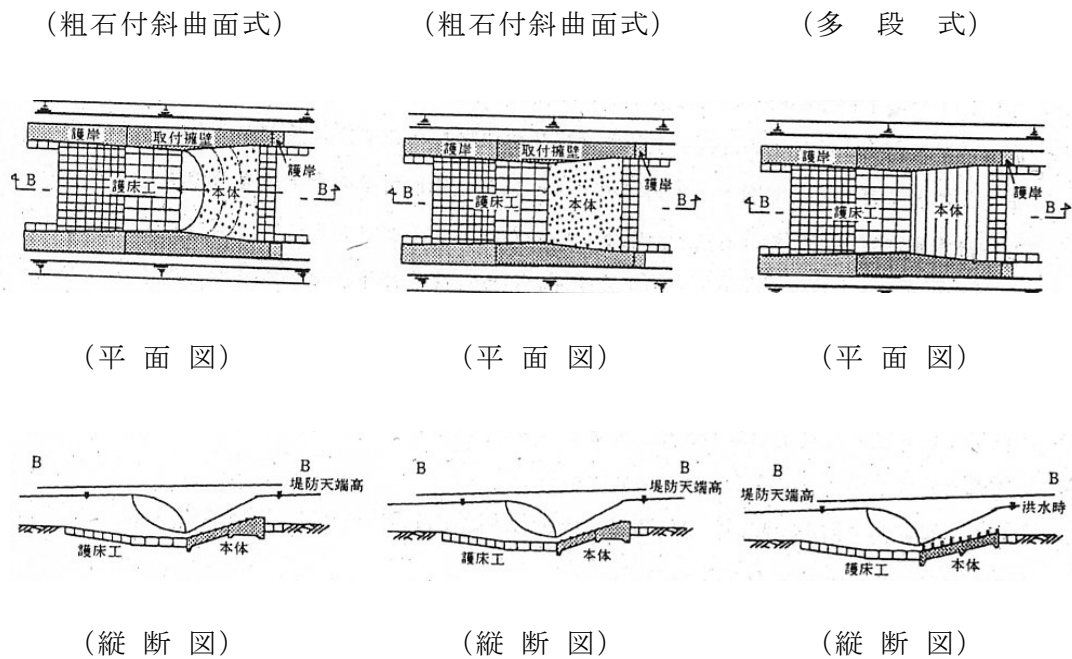 （粗石付斜曲面式）
（粗石付斜曲面式）
（多 段 式）
護岸
取付擁壁
護岸
B
護床工
本体
B
護岸
取付擁壁
護岸
B
護床工
本体
B
護岸
護岸
B
護床工
本体
B
（平 面 図）
（平 面 図）
（平 面 図）
B
B
堤防天端高
護床工
本体
B
B
堤防天端高
護床工
本体
B
B
堤防天端高
洪水時
護床工
本体
（縦 断 図）
（縦 断 図）
（縦 断 図）